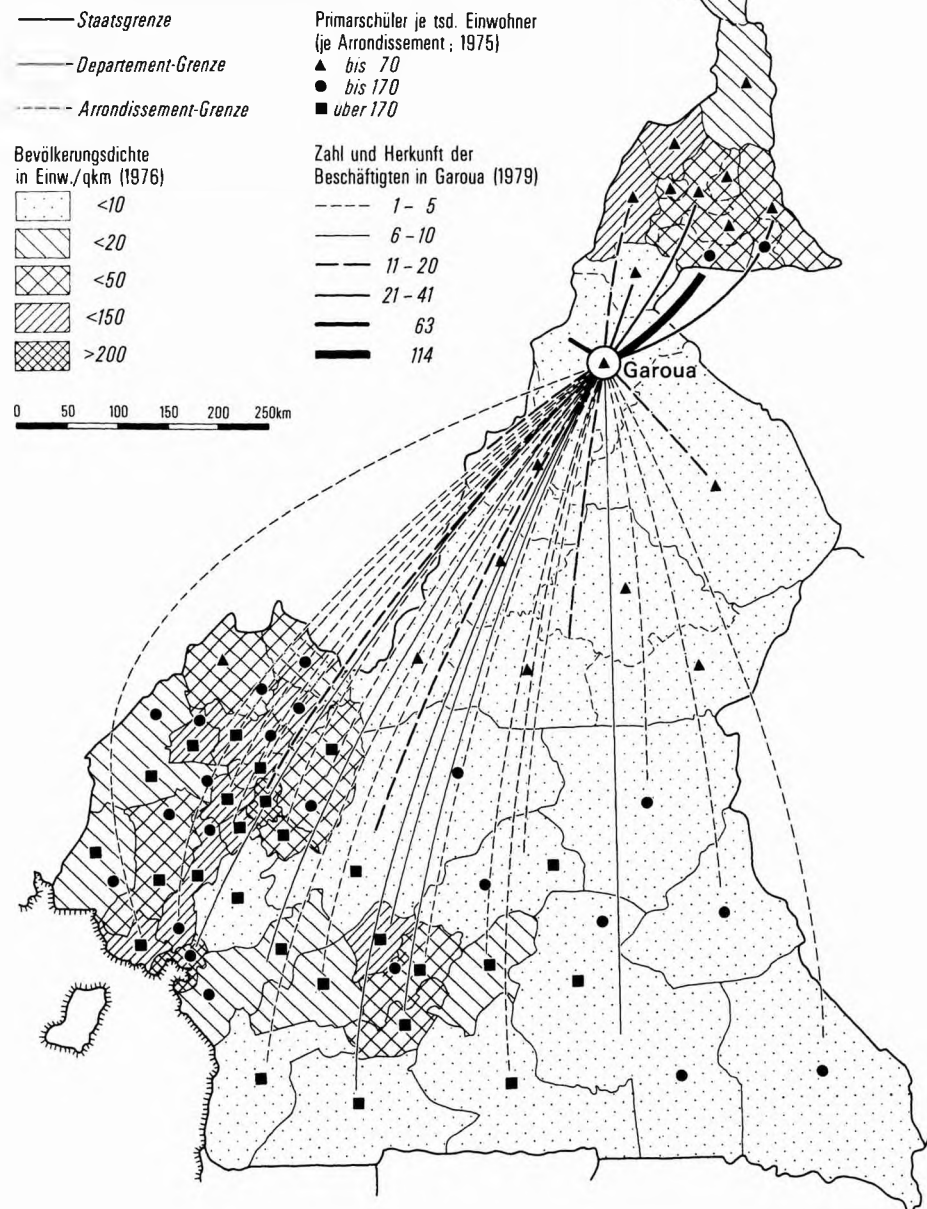 Staatsgrenze
Departement-Grenze
Arrondissement-Grenze
Bevölkerungsdichte
in Einw./qkm (1976)
<10
<20
<50
<150
>200
0 50 100 150 200 250km
Primarschüler je tsd. Einwohner
(je Arrondissement; 1975)
bis 70
bis 170
über 170
Zahl und Herkunft der
Beschäftigten in Garoua (1979)
1 - 5
6 - 10
11 - 20
21 - 41
63
114
Garoua